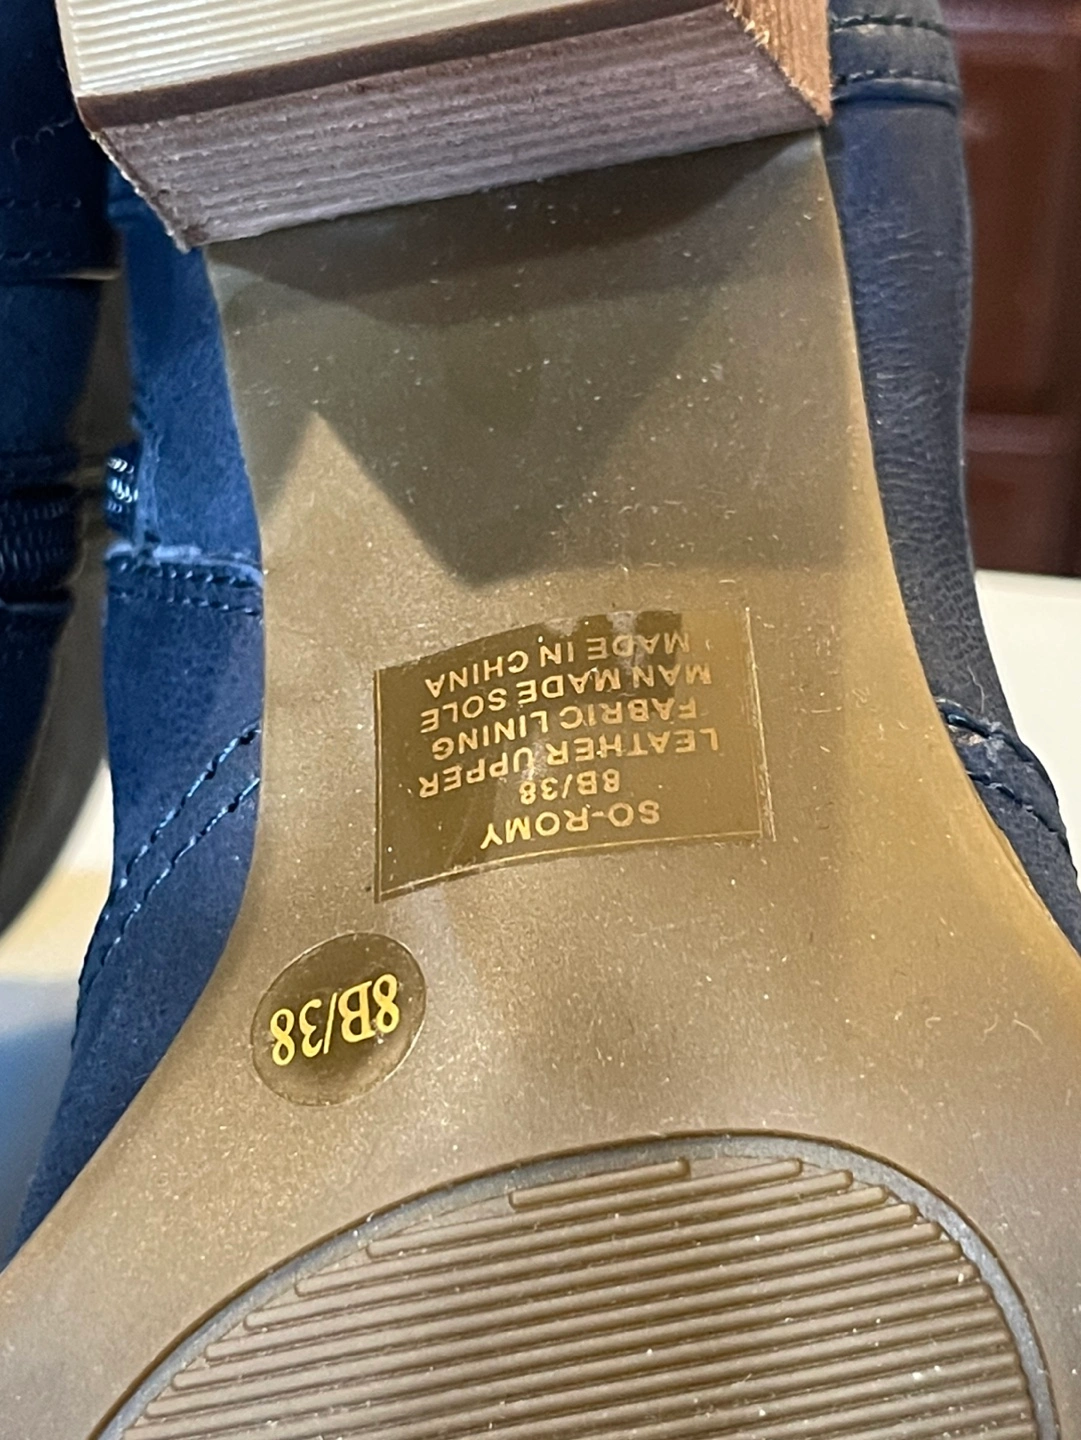 SO-ROMY
8B/38
LEATHER UPPER
FABRIC LINING
MAN MADE SOLE
MADE IN CHINA
8B/38